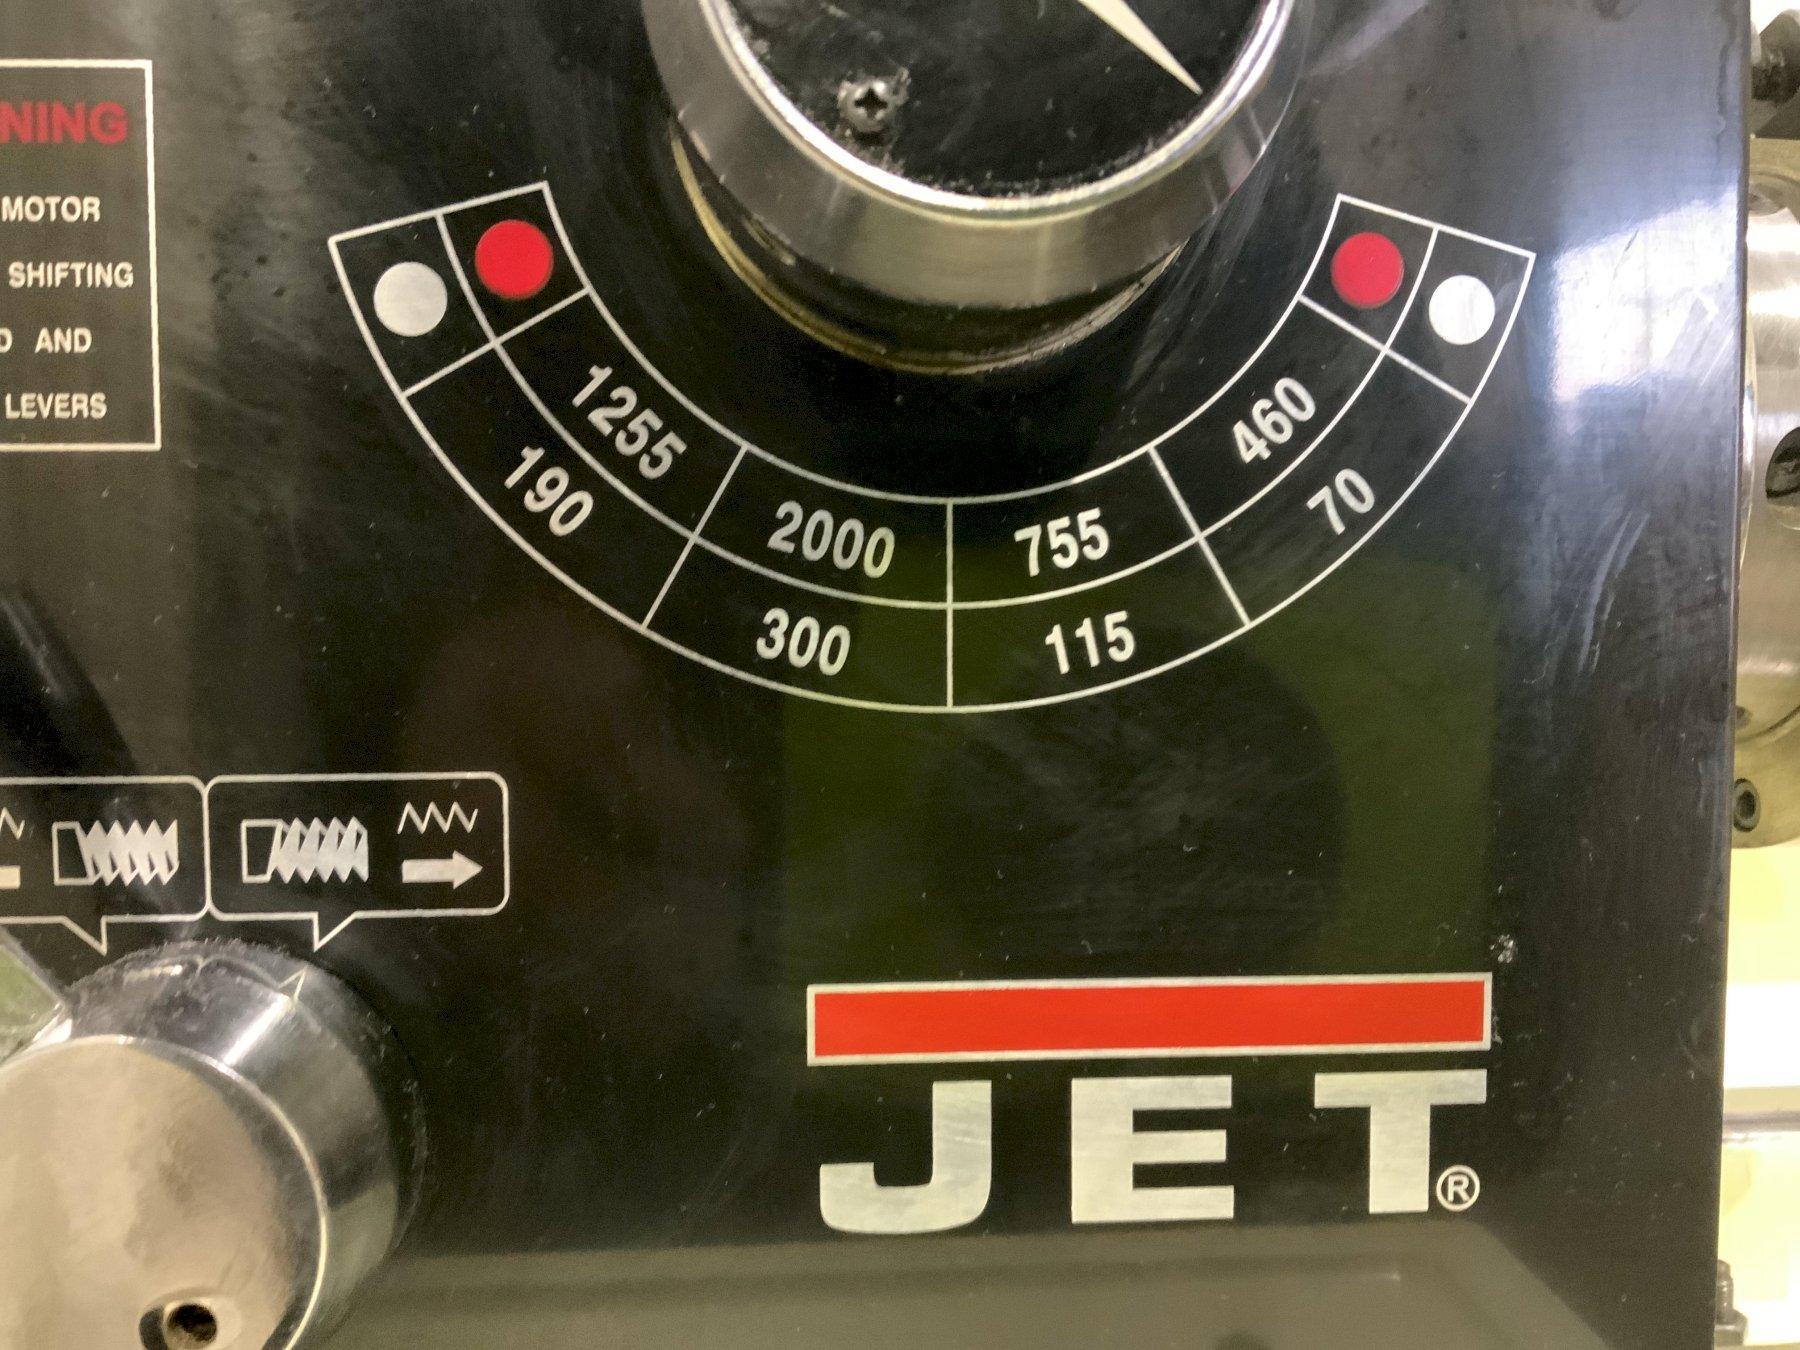 NING
MOTOR
SHIFTING
AND
LEVERS
1255 2000 755 460
190 300 115 70
JET®